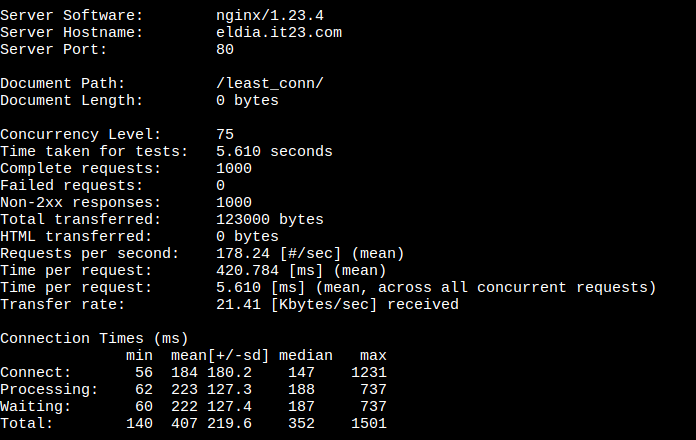 Server Software:        nginx/1.23.4
Server Hostname:        eldia.it23.com
Server Port:            80

Document Path:          /least_conn/
Document Length:        0 bytes

Concurrency Level:      75
Time taken for tests:   5.610 seconds
Complete requests:      1000
Failed requests:        0
Non-2xx responses:      1000
Total transferred:      123000 bytes
HTML transferred:       0 bytes
Requests per second:    178.24 [#/sec] (mean)
Time per request:       420.784 [ms] (mean)
Time per request:       5.610 [ms] (mean, across all concurrent requests)
Transfer rate:          21.41 [Kbytes/sec] received

Connection Times (ms)
              min  mean[+/-sd] median   max
Connect:       56  184 180.2    147    1231
Processing:    62  223 127.3    188     737
Waiting:       60  222 127.4    187     737
Total:        140  407 219.6    352    1501